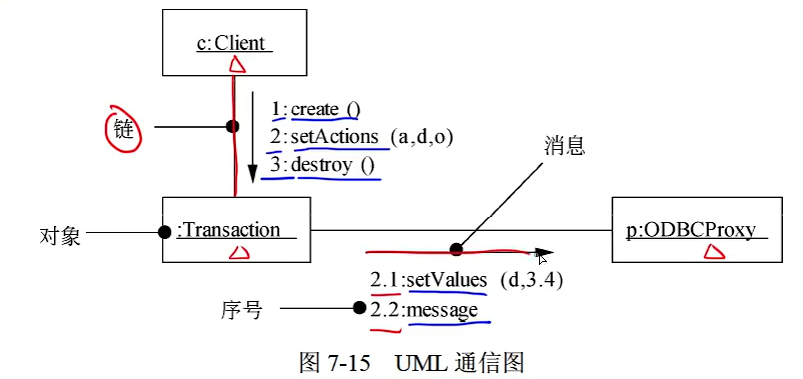 c:Client
链
1:create ()
2:setActions (a,d,o)
3:destroy ()
消息
对象
:Transaction
p:ODBCProxy
2.1:setValues (d,3.4)
序号
2.2:message
图 7-15 UML 通信图